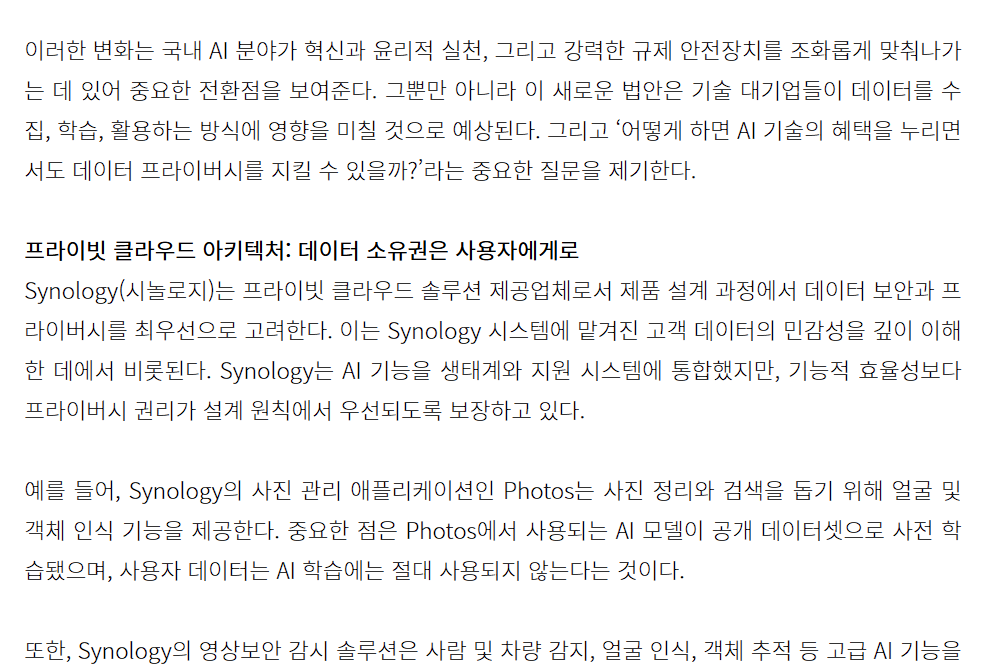 이러한 변화는 국내 AI 분야가 혁신과 윤리적 실천, 그리고 강력한 규제 안전장치를 조화롭게 맞춰나가
는 데 있어 중요한 전환점을 보여준다. 그뿐만 아니라 이 새로운 법안은 기술 대기업들이 데이터를 수
집, 학습, 활용하는 방식에 영향을 미칠 것으로 예상된다. 그리고 ‘어떻게 하면 AI 기술의 혜택을 누리면
서도 데이터 프라이버시를 지킬 수 있을까?’라는 중요한 질문을 제기한다.
프라이빗 클라우드 아키텍처: 데이터 소유권은 사용자에게로
Synology(시놀로지)는 프라이빗 클라우드 솔루션 제공업체로서 제품 설계 과정에서 데이터 보안과 프
라이버시를 최우선으로 고려한다. 이는 Synology 시스템에 맡겨진 고객 데이터의 민감성을 깊이 이해
한 데에서 비롯된다. Synology는 AI 기능을 생태계와 지원 시스템에 통합했지만, 기능적 효율성보다
프라이버시 권리가 설계 원칙에서 우선되도록 보장하고 있다.
예를 들어, Synology의 사진 관리 애플리케이션인 Photos는 사진 정리와 검색을 돕기 위해 얼굴 및
객체 인식 기능을 제공한다. 중요한 점은 Photos에서 사용되는 AI 모델이 공개 데이터셋으로 사전 학
습됐으며, 사용자 데이터는 AI 학습에는 절대 사용되지 않는다는 것이다.
또한, Synology의 영상보안 감시 솔루션은 사람 및 차량 감지, 얼굴 인식, 객체 추적 등 고급 AI 기능을